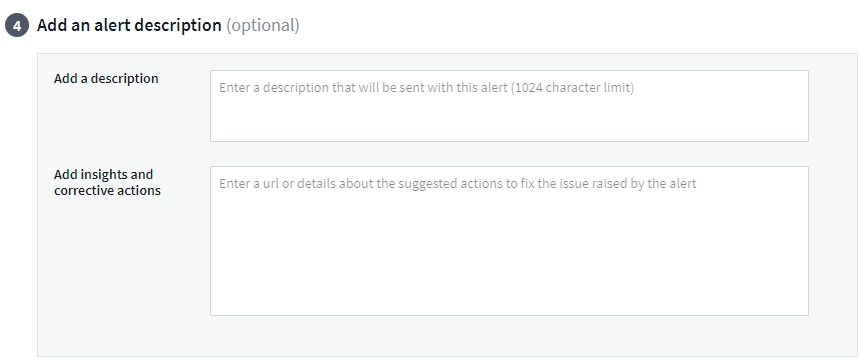 4 Add an alert description (optional)
Add a description
Enter a description that will be sent with this alert (1024 character limit)
Add insights and
corrective actions
Enter a url or details about the suggested actions to fix the issue raised by the alert